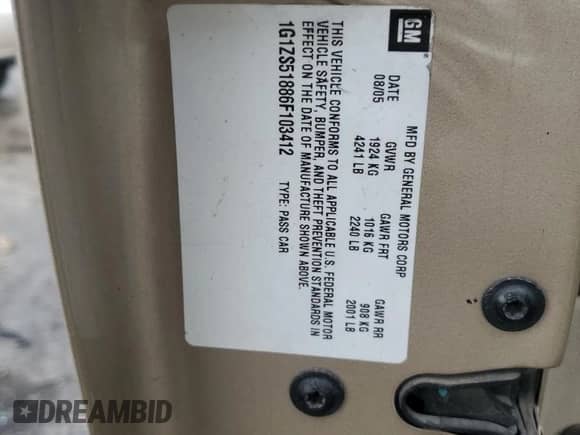 GM
MFD BY GENERAL MOTORS CORP
DATE GVWR GAWR FRT GAWR RR
08/05 1924 KG 1016 KG 908 KG
4241 LB 2240 LB 2001 LB
THIS VEHICLE CONFORMS TO ALL APPLICABLE U.S. FEDERAL MOTOR
VEHICLE SAFETY, BUMPER, AND THEFT PREVENTION STANDARDS IN
EFFECT ON THE DATE OF MANUFACTURE SHOWN ABOVE.
1G1ZS51886F103412 TYPE: PASS CAR
DREAMBID